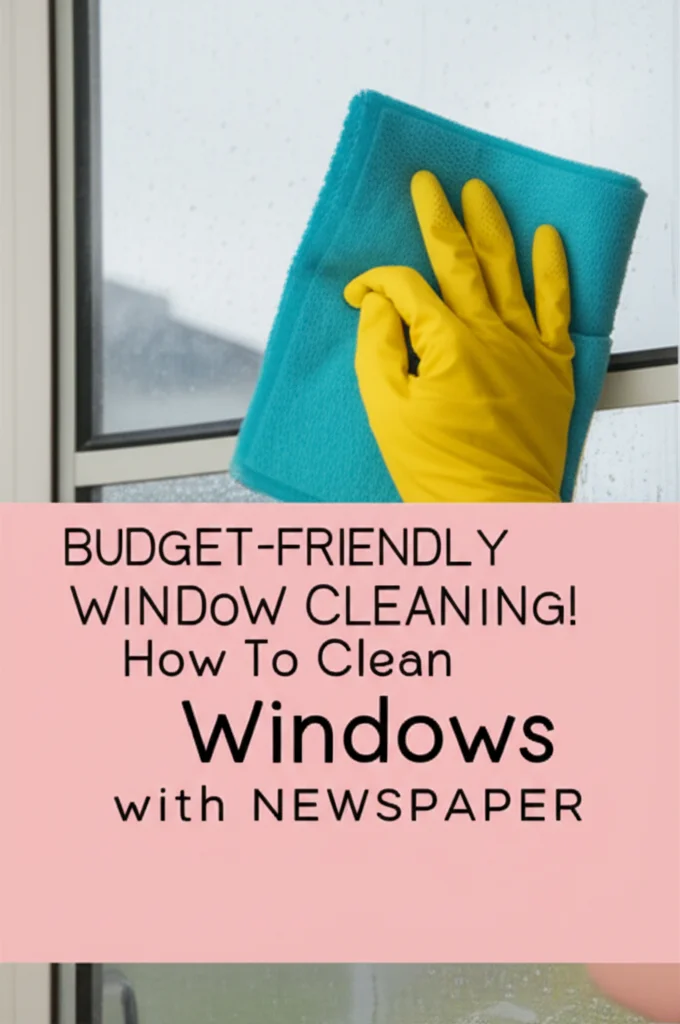 BUDGET-FRIENDLY
WINDOW CLEANING!
How To Clean
Windows
with NEWSPAPER